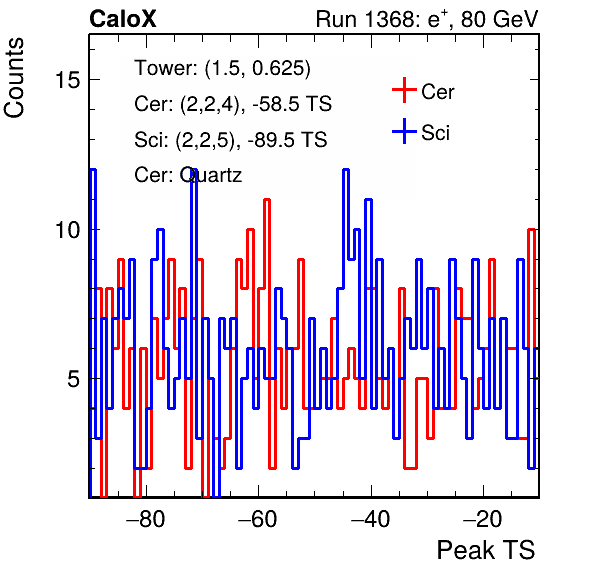 CaloX Run 1368: e⁺, 80 GeV
Counts
15
10
5
Tower: (1.5, 0.625)
Cer: (2,2,4), -58.5 TS
Sci: (2,2,5), -89.5 TS
Cer: Quartz
Cer
Sci
−80 −60 −40 −20
Peak TS